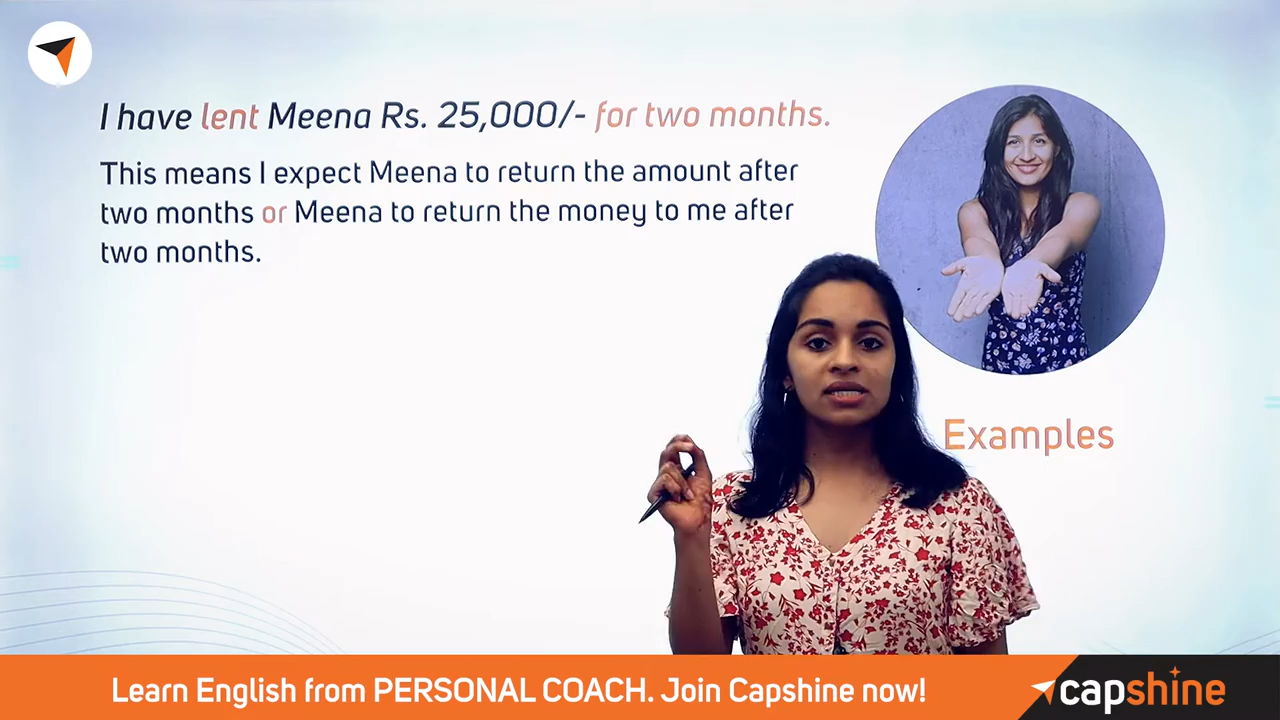 I have lent Meena Rs. 25,000/- for two months.
This means I expect Meena to return the amount after
two months or Meena to return the money to me after
two months.
Examples
Learn English from PERSONAL COACH. Join Capshine now!
capshine